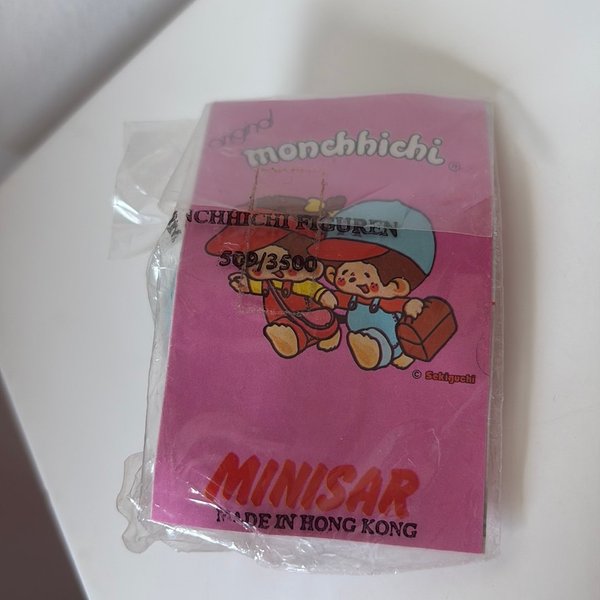 original
monchhichi ®
NCHHICHI FIGUREN
509/3500
© Sekiguchi
MINISAR
MADE IN HONG KONG